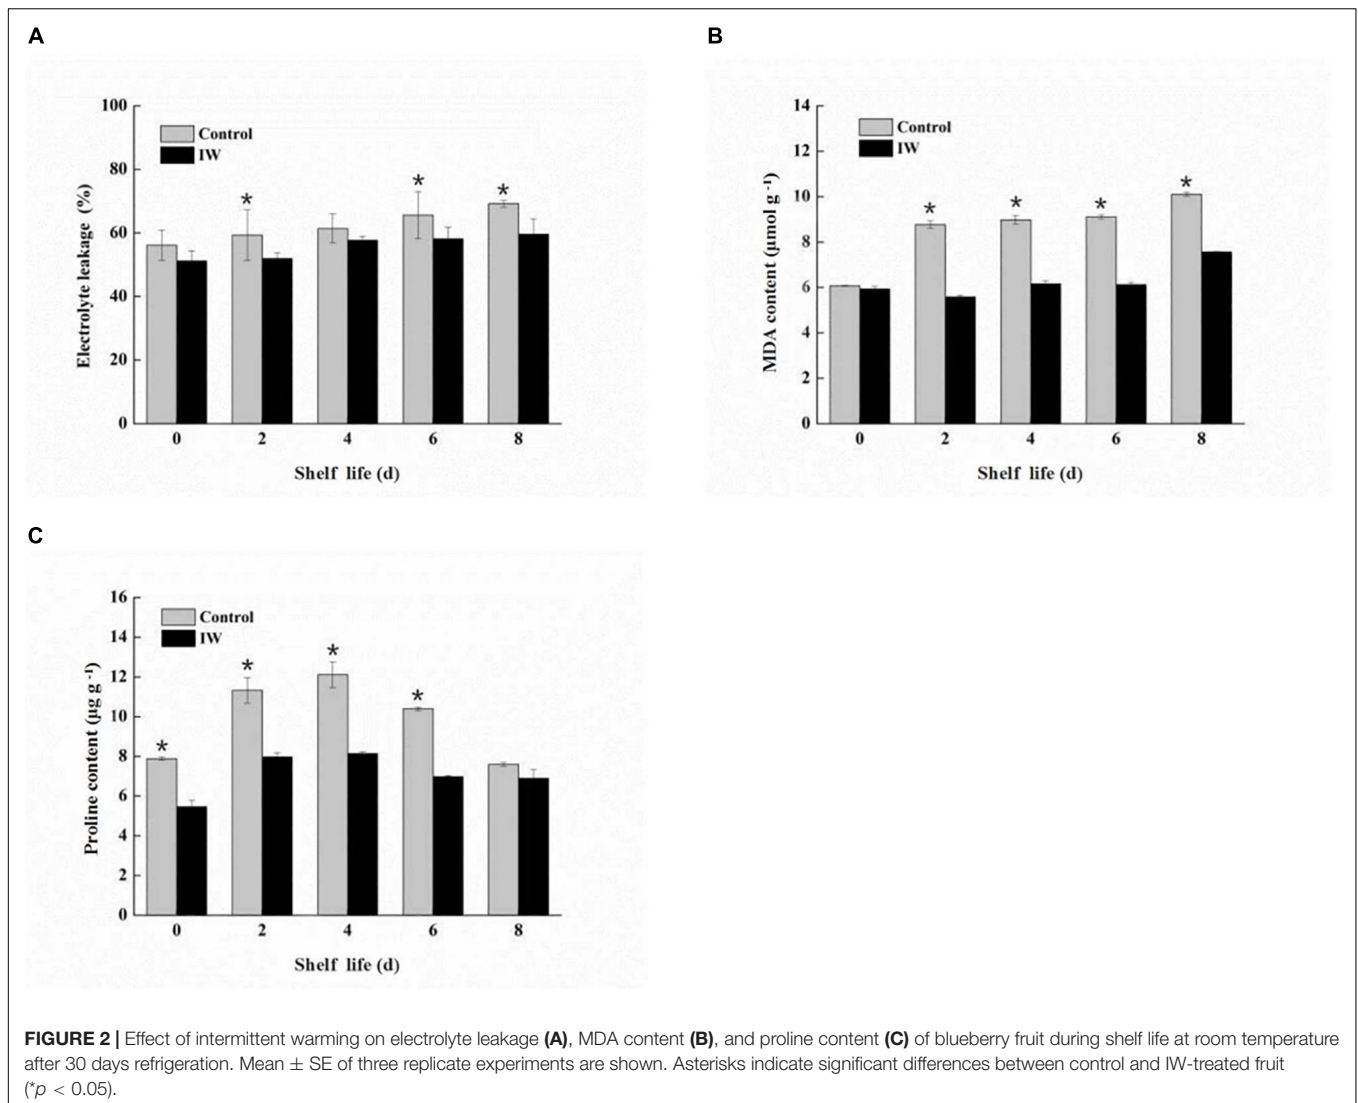 A
100
80
60
40
20
0
Electrolyte leakage (%)
Control
IW
*
*
*
0 2 4 6 8
Shelf life (d)
B
14
12
10
8
6
4
2
0
MDA content (μmol g -1)
Control
IW
*
*
*
*
0 2 4 6 8
Shelf life (d)
C
16
14
12
10
8
6
4
2
0
Proline content (μg g -1)
Control
IW
*
*
*
*
0 2 4 6 8
Shelf life (d)
FIGURE 2 | Effect of intermittent warming on electrolyte leakage (A), MDA content (B), and proline content (C) of blueberry fruit during shelf life at room temperature
after 30 days refrigeration. Mean ± SE of three replicate experiments are shown. Asterisks indicate significant differences between control and IW-treated fruit
(*p < 0.05).